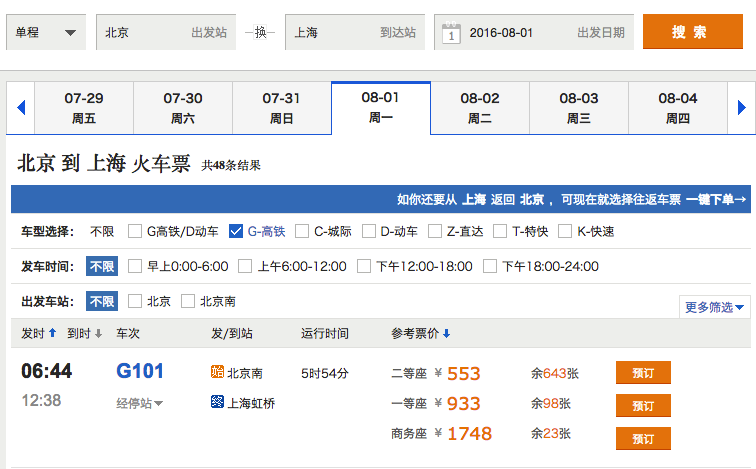 单程 北京 出发站 换 上海 到达站 1 2016-08-01 出发日期 搜 索
07-29 07-30 07-31 08-01 08-02 08-03 08-04
周五 周六 周日 周一 周二 周三 周四
北京 到 上海 火车票 共48条结果
如你还要从 上海 返回 北京 ，可现在就选择往返车票 一键下单→
车型选择： 不限 G高铁/D动车 G-高铁 C-城际 D-动车 Z-直达 T-特快 K-快速
发车时间： 不限 早上0:00-6:00 上午6:00-12:00 下午12:00-18:00 下午18:00-24:00
出发车站： 不限 北京 北京南
更多筛选
发时 到时 车次 发/到站 运行时间 参考票价
06:44 G101 始 北京南 5时54分 二等座 ¥ 553 余643张 预订
12:38 经停站 终 上海虹桥 一等座 ¥ 933 余98张 预订
商务座 ¥ 1748 余23张 预订